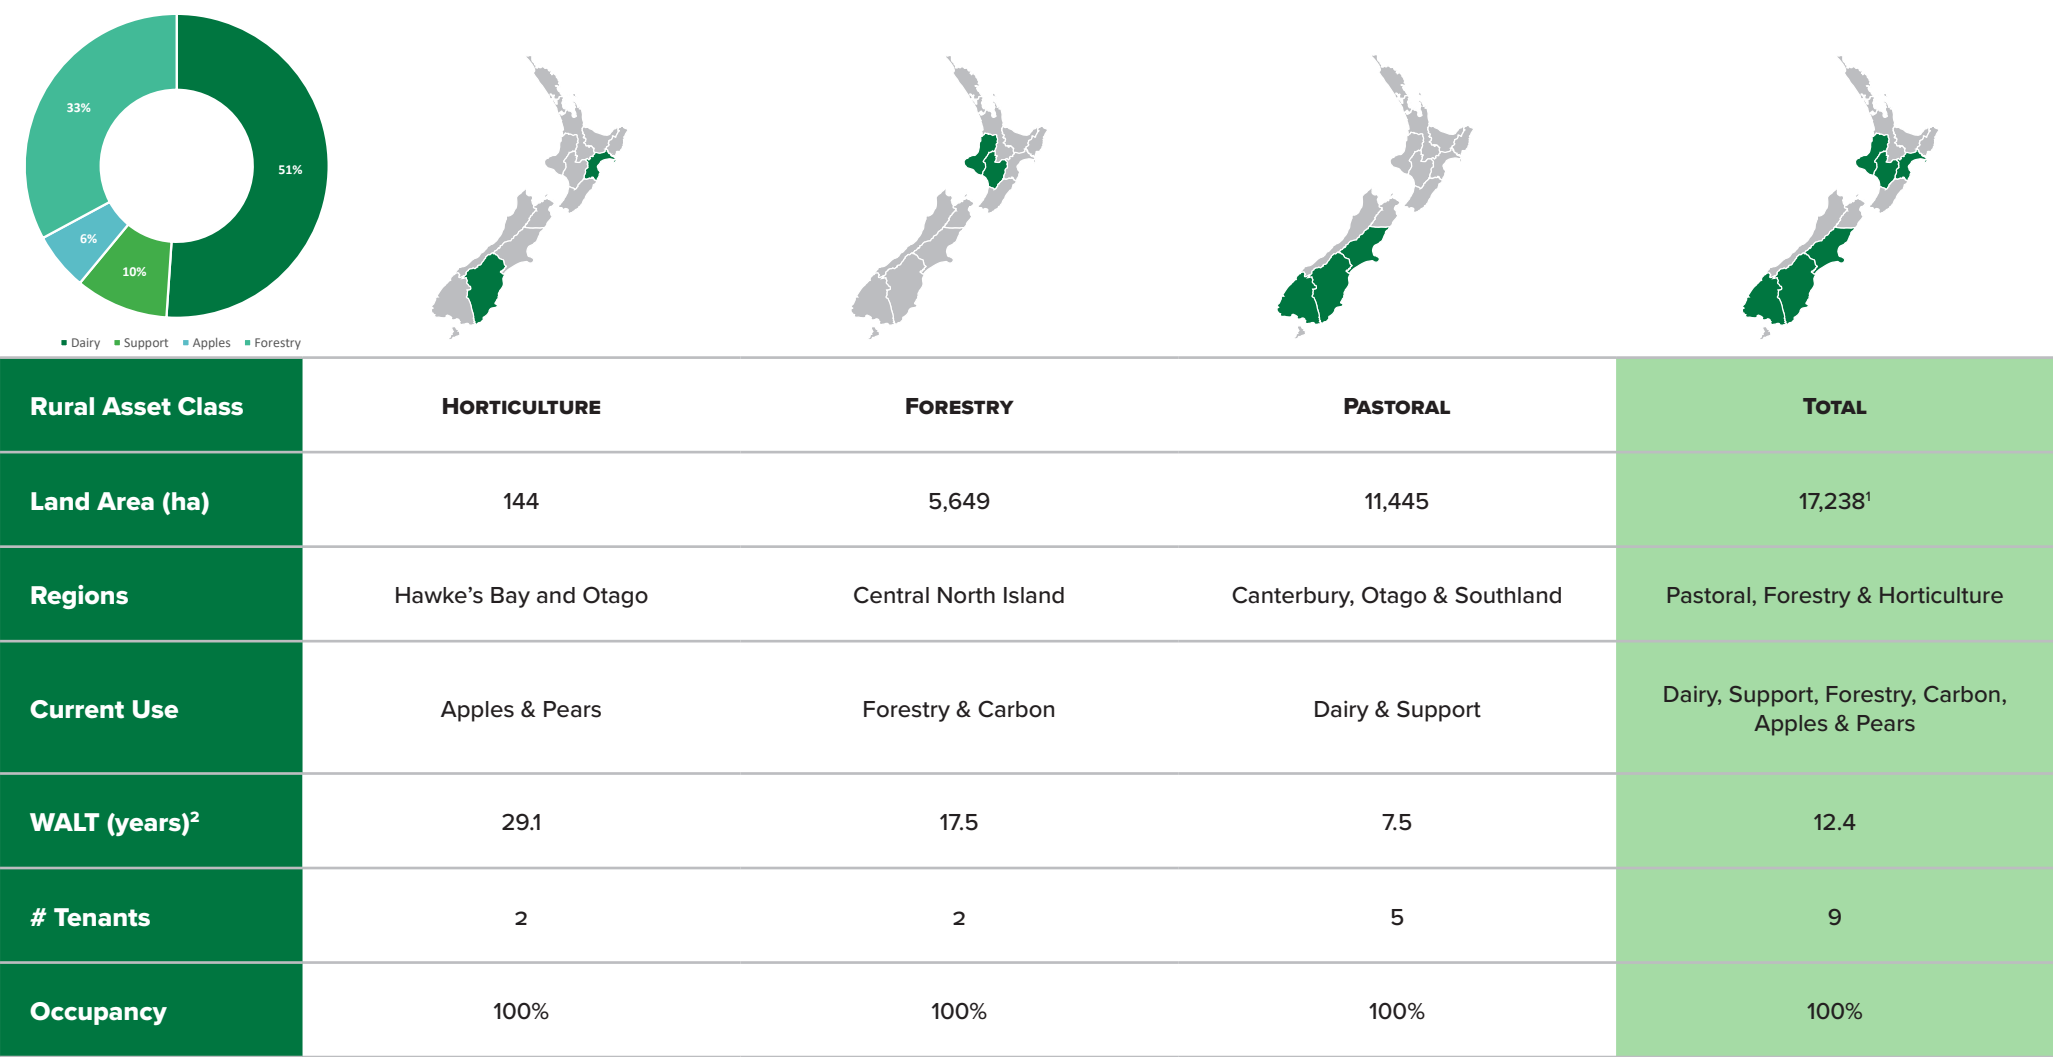 33%
51%
6%
10%
Dairy Support Apples Forestry
Rural Asset Class HORTICULTURE FORESTRY PASTORAL TOTAL
Land Area (ha) 144 5,649 11,445 17,238¹
Regions Hawke's Bay and Otago Central North Island Canterbury, Otago & Southland Pastoral, Forestry & Horticulture
Current Use Apples & Pears Forestry & Carbon Dairy & Support Dairy, Support, Forestry, Carbon,
Apples & Pears
WALT (years)² 29.1 17.5 7.5 12.4
# Tenants 2 2 5 9
Occupancy 100% 100% 100% 100%